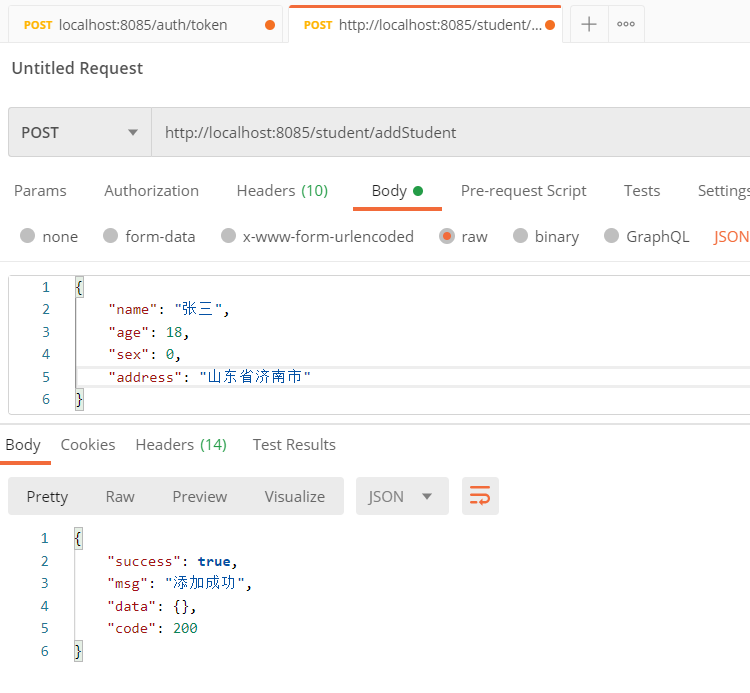 POST localhost:8085/auth/token POST http://localhost:8085/student/...
Untitled Request
POST http://localhost:8085/student/addStudent
Params Authorization Headers (10) Body Pre-request Script Tests Settings
none form-data x-www-form-urlencoded raw binary GraphQL JSON
1 {
2 "name": "张三",
3 "age": 18,
4 "sex": 0,
5 "address": "山东省济南市"
6 }
Body Cookies Headers (14) Test Results
Pretty Raw Preview Visualize JSON
1 {
2 "success": true,
3 "msg": "添加成功",
4 "data": {},
5 "code": 200
6 }